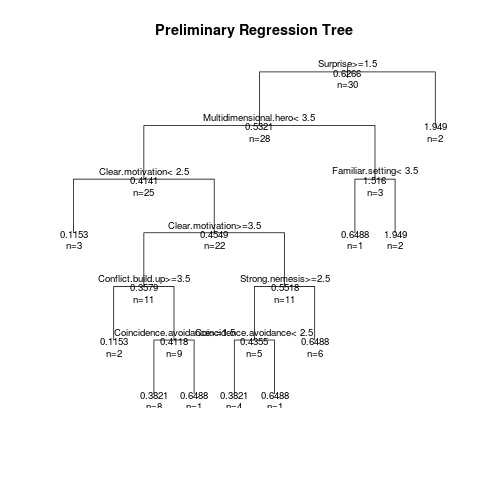 Preliminary Regression Tree
Surprise>=1.5
0.6266
n=30
Multidimensional.hero< 3.5
0.5321
n=28
1.949
n=2
Clear.motivation< 2.5
0.4141
n=25
Familiar.setting< 3.5
1.516
n=3
0.1153
n=3
Clear.motivation>=3.5
0.4549
n=22
0.6488
n=1
1.949
n=2
Conflict.build.up>=3.5
0.3579
n=11
Strong.nemesis>=2.5
0.5518
n=11
0.1153
n=2
Coincidence.avoidance
0.4118
n=9
Coincidence.avoidance< 2.5
0.4355
n=5
0.6488
n=6
0.3821
n=8
0.6488
n=1
0.3821
n=4
0.6488
n=1